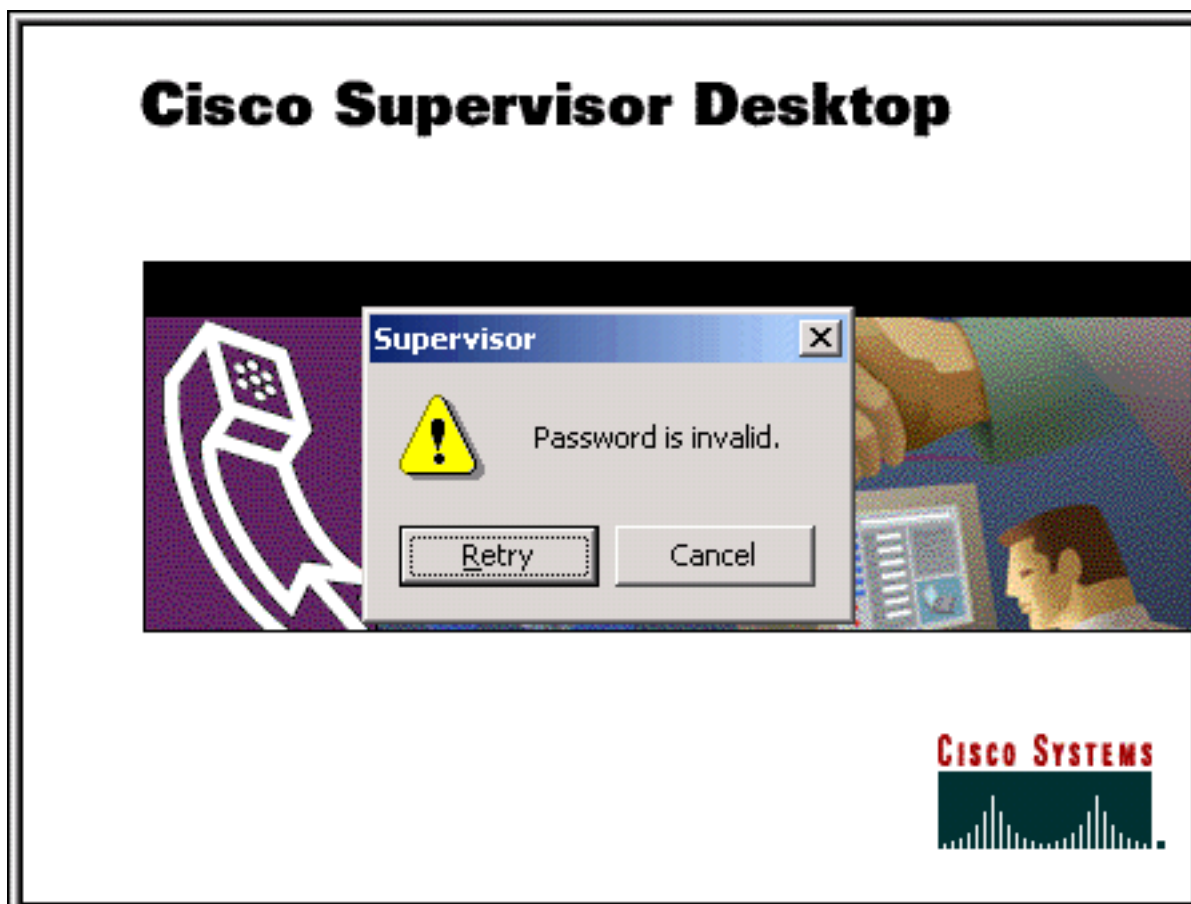 Cisco Supervisor Desktop
Supervisor
Password is invalid.
Retry
Cancel
CISCO SYSTEMS